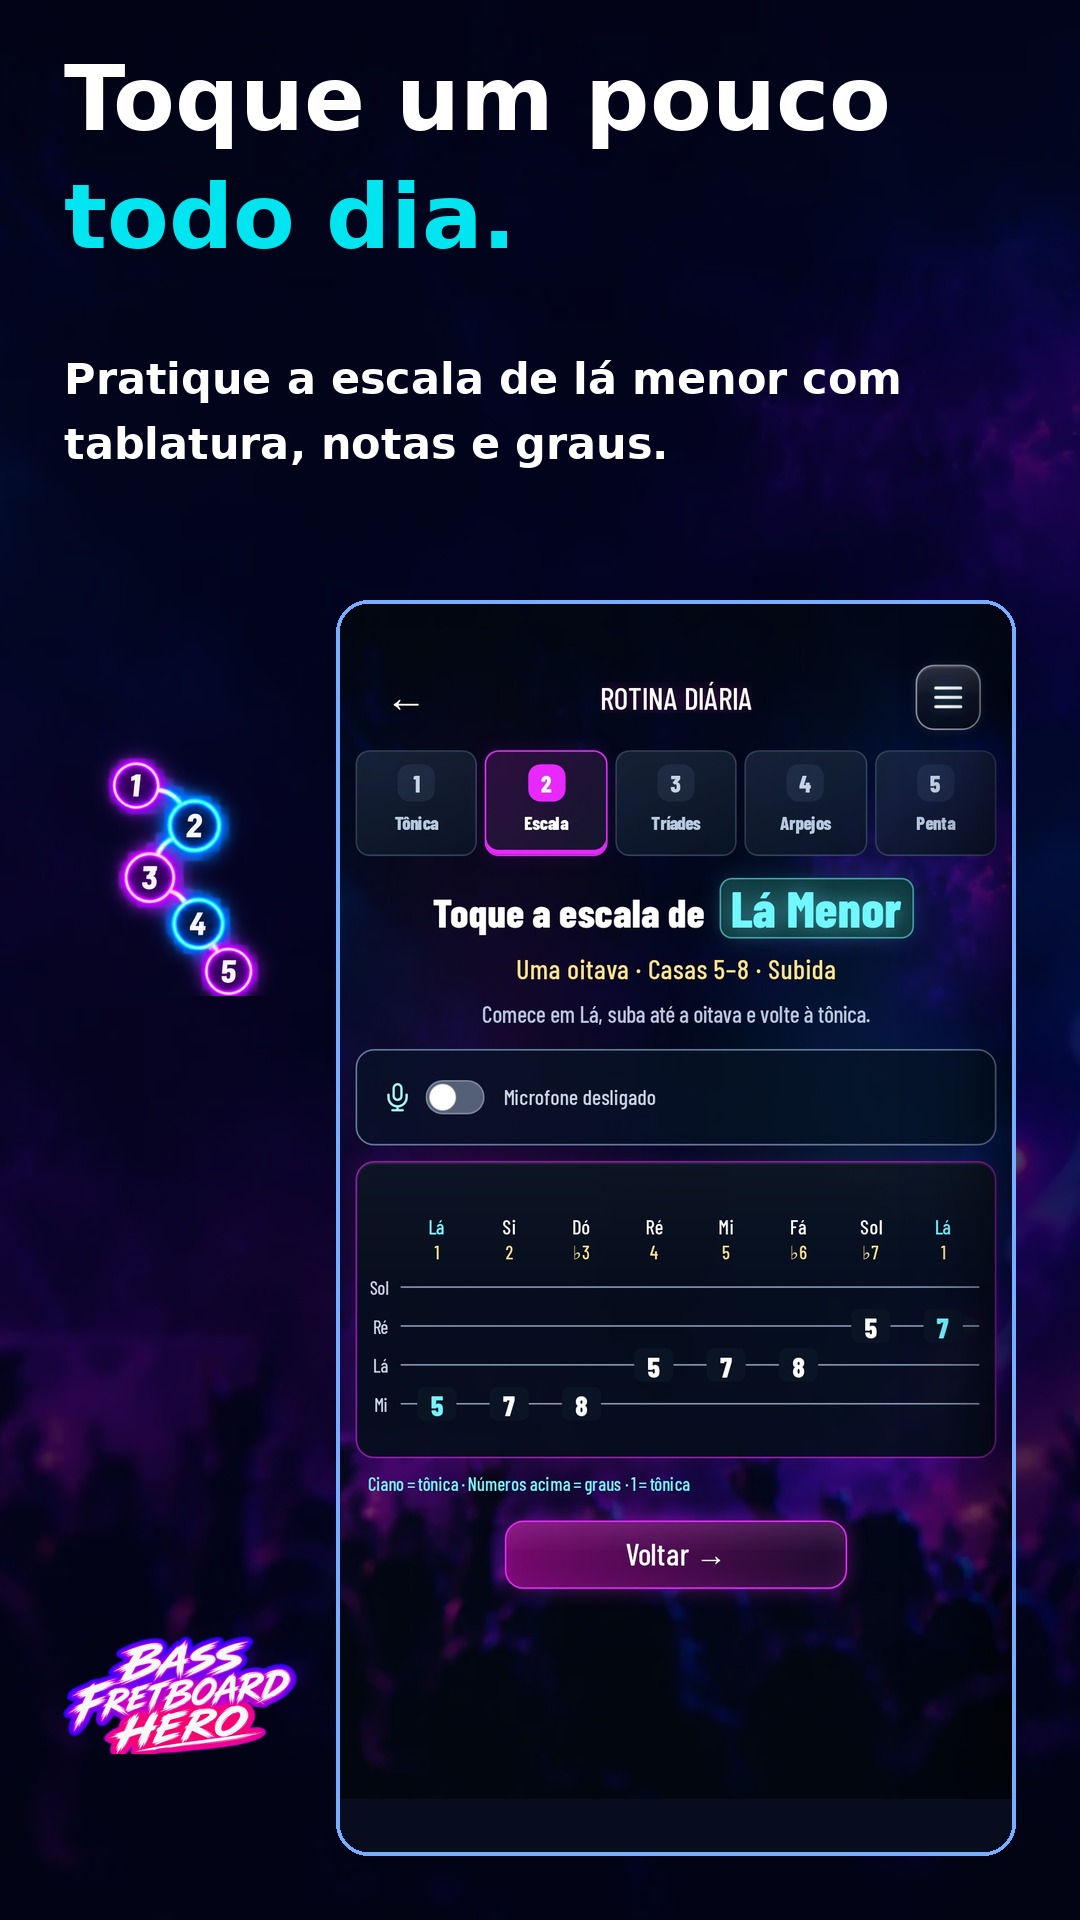 Toque um pouco
todo dia.
Pratique a escala de lá menor com
tablatura, notas e graus.
1
2
3
4
5
← ROTINA DIÁRIA
1 2 3 4 5
Tônica Escala Tríades Arpejos Penta
Toque a escala de Lá Menor
Uma oitava · Casas 5–8 · Subida
Comece em Lá, suba até a oitava e volte à tônica.
Microfone desligado
Lá Si Dó Ré Mi Fá Sol Lá
1 2 ♭3 4 5 ♭6 ♭7 1
Sol
Ré 5 7
Lá 5 7 8
Mi 5 7 8
Ciano = tônica · Números acima = graus · 1 = tônica
Voltar →
BASS
FRETBOARD
HERO